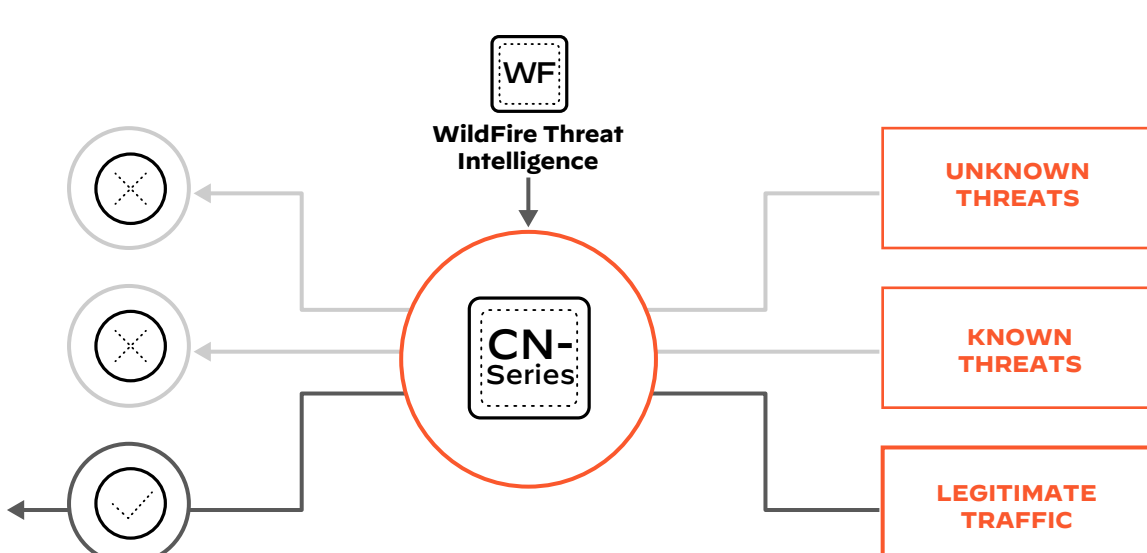 WF
WildFire Threat
Intelligence
UNKNOWN
THREATS
CN-
Series
KNOWN
THREATS
LEGITIMATE
TRAFFIC